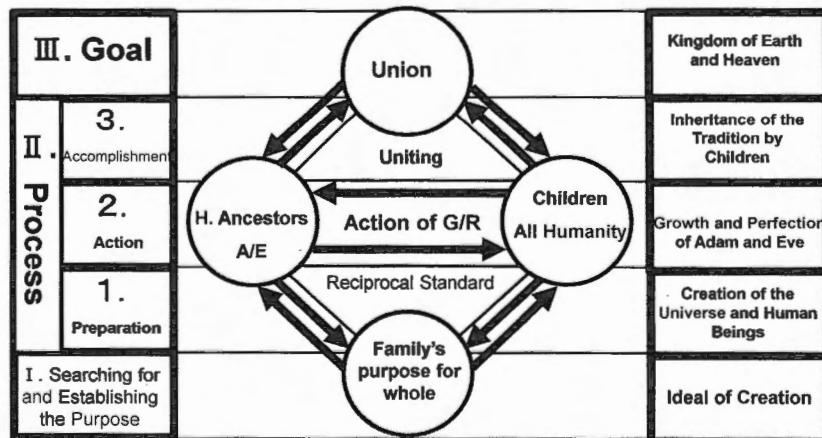 III. Goal
II. Process
3.
Accomplishment
2.
Action
1.
Preparation
I. Searching for
and Establishing
the Purpose
Union
Uniting
H. Ancestors
A/E
Action of G/R
Children
All Humanity
Reciprocal Standard
Family's
purpose for
whole
Kingdom of Earth
and Heaven
Inheritance of the
Tradition by
Children
Growth and Perfection
of Adam and Eve
Creation of the
Universe and Human
Beings
Ideal of Creation